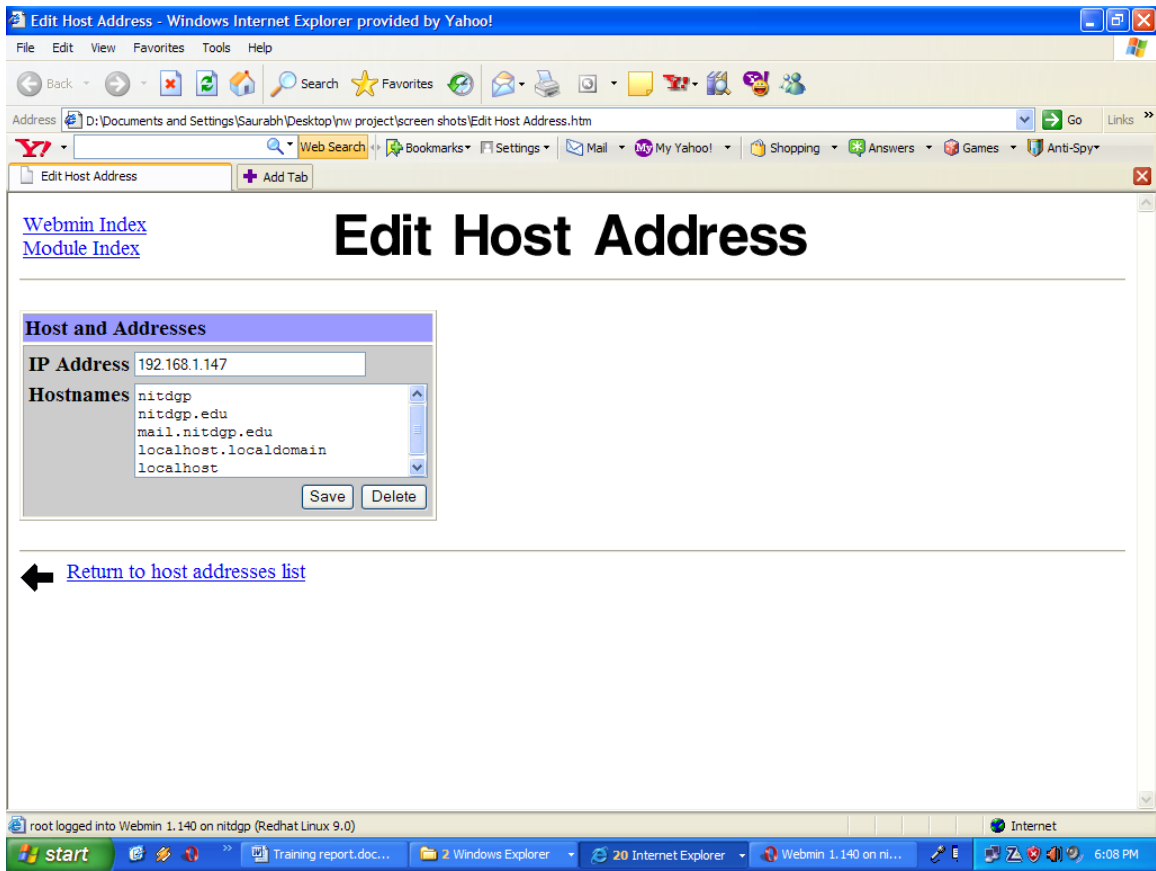 Edit Host Address - Windows Internet Explorer provided by Yahoo!
File Edit View Favorites Tools Help
Back Search Favorites
Address D:\Documents and Settings\Saurabh\Desktop\nw project\screen shots\Edit Host Address.htm Go Links »
Y! Web Search Bookmarks Settings Mail My My Yahoo! Shopping Answers Games Anti-Spy
Edit Host Address Add Tab
Webmin Index
Module Index
Edit Host Address
Host and Addresses
IP Address 192.168.1.147
Hostnames nitdgp
nitdgp.edu
mail.nitdgp.edu
localhost.localdomain
localhost
Save Delete
Return to host addresses list
root logged into Webmin 1.140 on nitdgp (Redhat Linux 9.0) Internet
start » Training report.doc... 2 Windows Explorer 20 Internet Explorer Webmin 1.140 on ni... 6:08 PM